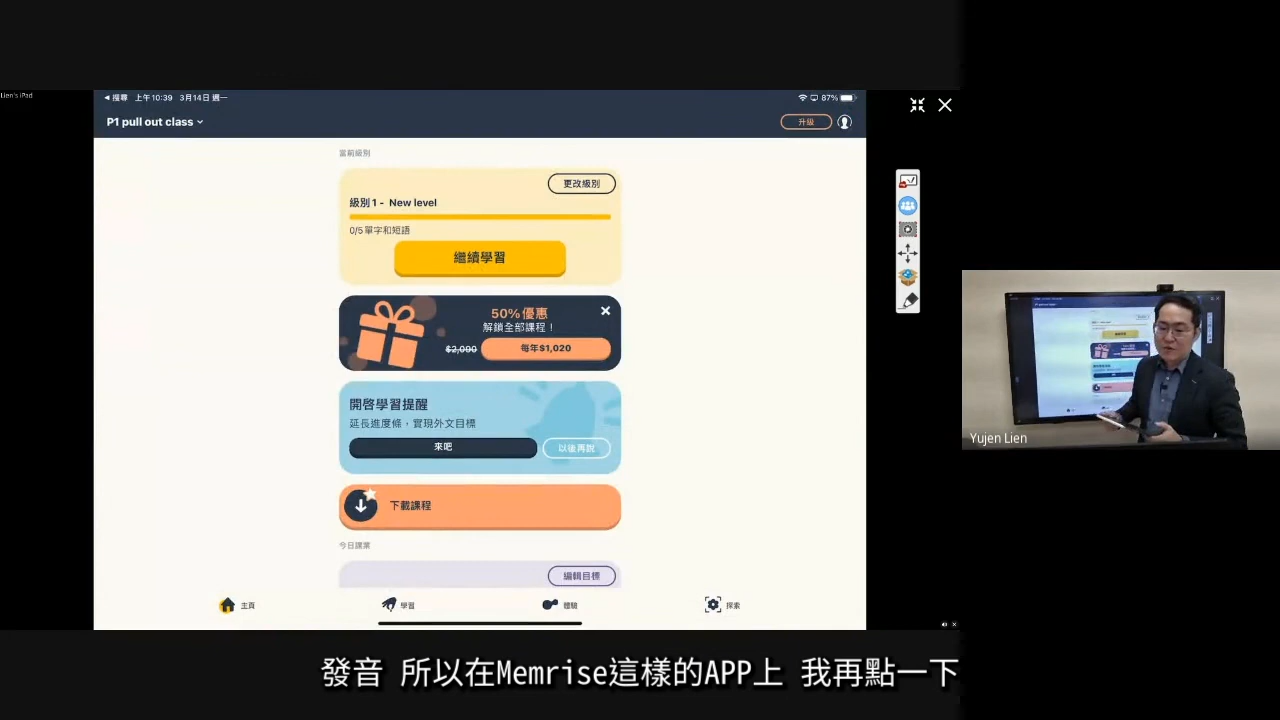 Lien's iPad
◀ 搜尋 上午10:39 3月14日 週一
87%
P1 pull out class
升級
當前級別
更改級別
級別 1 - New level
0/5 單字和短語
繼續學習
50% 優惠
解鎖全部課程！
$2,090 每年$1,020
開啓學習提醒
延長進度條，實現外文目標
來吧
以後再說
下載課程
今日課業
編輯目標
主頁
學習
體驗
探索
Yujen Lien
發音 所以在Memrise這樣的APP上 我再點一下